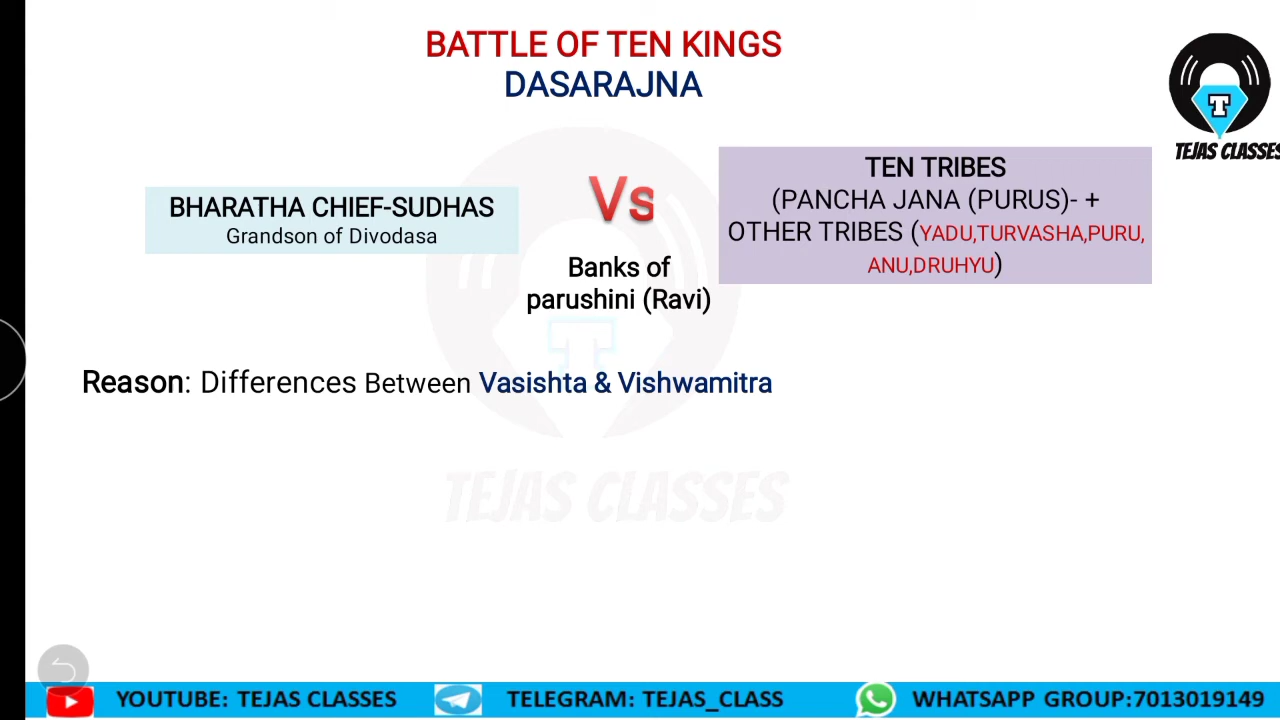 BATTLE OF TEN KINGS
DASARAJNA
T
TEJAS CLASSES
BHARATHA CHIEF-SUDHAS
Grandson of Divodasa
Vs
Banks of
parushini (Ravi)
TEN TRIBES
(PANCHA JANA (PURUS)- +
OTHER TRIBES (YADU,TURVASHA,PURU,
ANU,DRUHYU)
Reason: Differences Between Vasishta & Vishwamitra
T
TEJAS CLASSES
YOUTUBE: TEJAS CLASSES
TELEGRAM: TEJAS_CLASS
WHATSAPP GROUP:7013019149